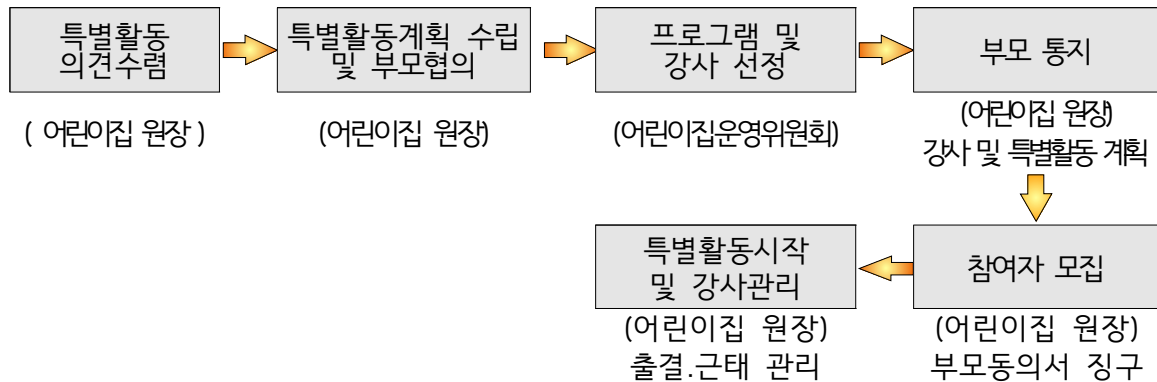 특별활동
의견수렴
( 어린이집 원장 )
특별활동계획 수립
및 부모협의
(어린이집 원장)
프로그램 및
강사 선정
(어린이집운영위원회)
부모 통지
(어린이집 원장)
강사 및 특별활동 계획
참여자 모집
(어린이집 원장)
부모동의서 징구
특별활동시작
및 강사관리
(어린이집 원장)
출결.근태 관리